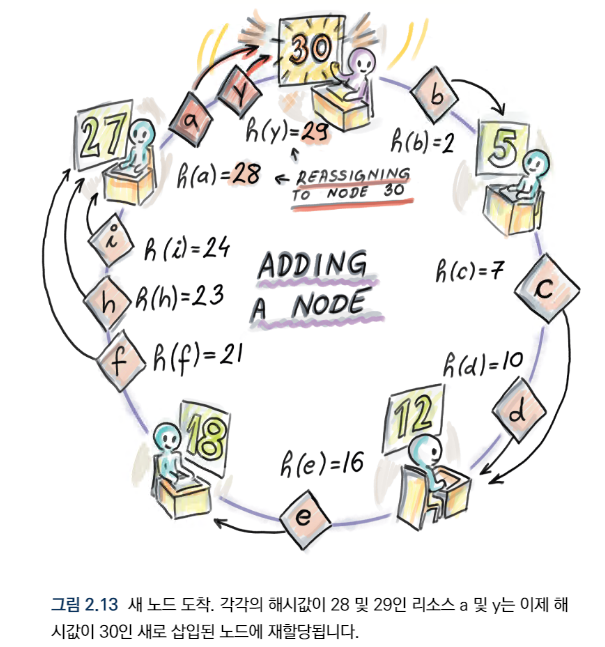 30
a
y
b
27
h(y)=29
h(b)=2
5
h(a)=28
← REASSIGNING
TO NODE 30
i
h(i)=24
ADDING
A NODE
h(c)=7
c
h
h(h)=23
f
h(f)=21
h(d)=10
d
18
12
h(e)=16
e
그림 2.13 새 노드 도착. 각각의 해시값이 28 및 29인 리소스 a 및 y는 이제 해
시값이 30인 새로 삽입된 노드에 재할당됩니다.